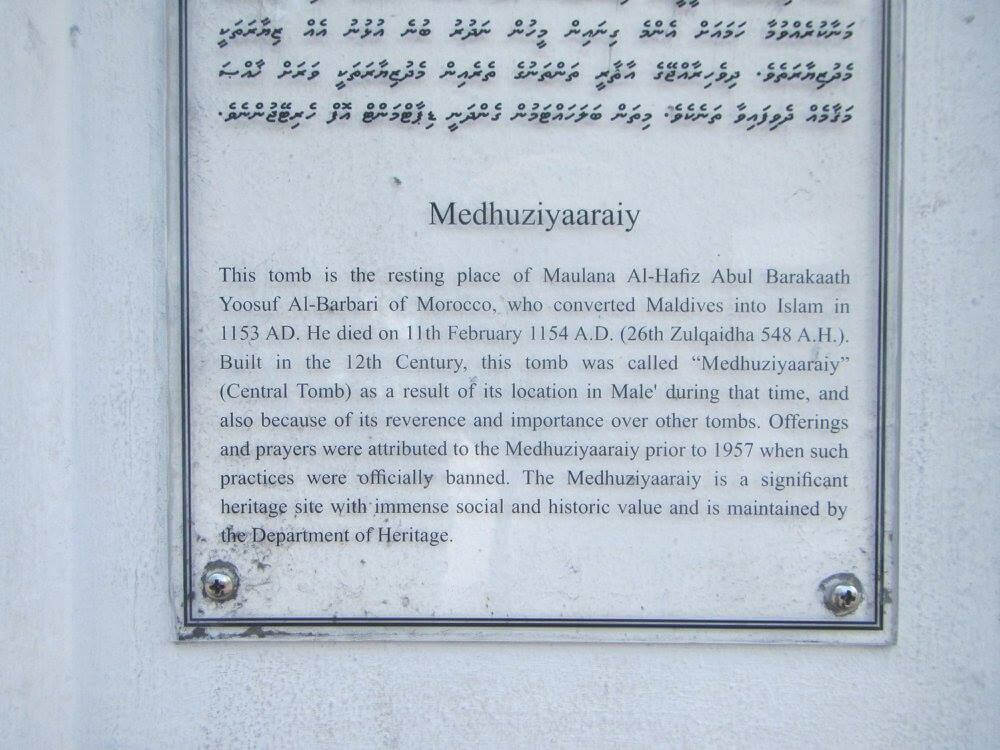 މަނާކުރެއްވުމާ ހަމައަށް އެންމެ ގިނައިން މީހުން ނަދުރު ބުނެ އުޅުނު އެއް ޒިޔާރަތަކީ
މެދުޒިޔާރަތެވެ. ދިވެހިރާއްޖޭގެ އާޘާރީ ތަންތަނުގެ ތެރެއިން މެދުޒިޔާރަތަކީ ވަރަށް ޚާއްޞަ
މަޤާމެއް ދެވިފައިވާ ތަނެކެވެ. މިތަން ބަލަހައްޓަމުން ގެންދަނީ ޑިޕާޓްމަންޓް އޮފް ހެރިޓޭޖުންނެވެ.
Medhuziyaaraiy
This tomb is the resting place of Maulana Al-Hafiz Abul Barakaath
Yoosuf Al-Barbari of Morocco, who converted Maldives into Islam in
1153 AD. He died on 11th February 1154 A.D. (26th Zulqaidha 548 A.H.).
Built in the 12th Century, this tomb was called “Medhuziyaaraiy”
(Central Tomb) as a result of its location in Male' during that time, and
also because of its reverence and importance over other tombs. Offerings
and prayers were attributed to the Medhuziyaaraiy prior to 1957 when such
practices were officially banned. The Medhuziyaaraiy is a significant
heritage site with immense social and historic value and is maintained by
the Department of Heritage.